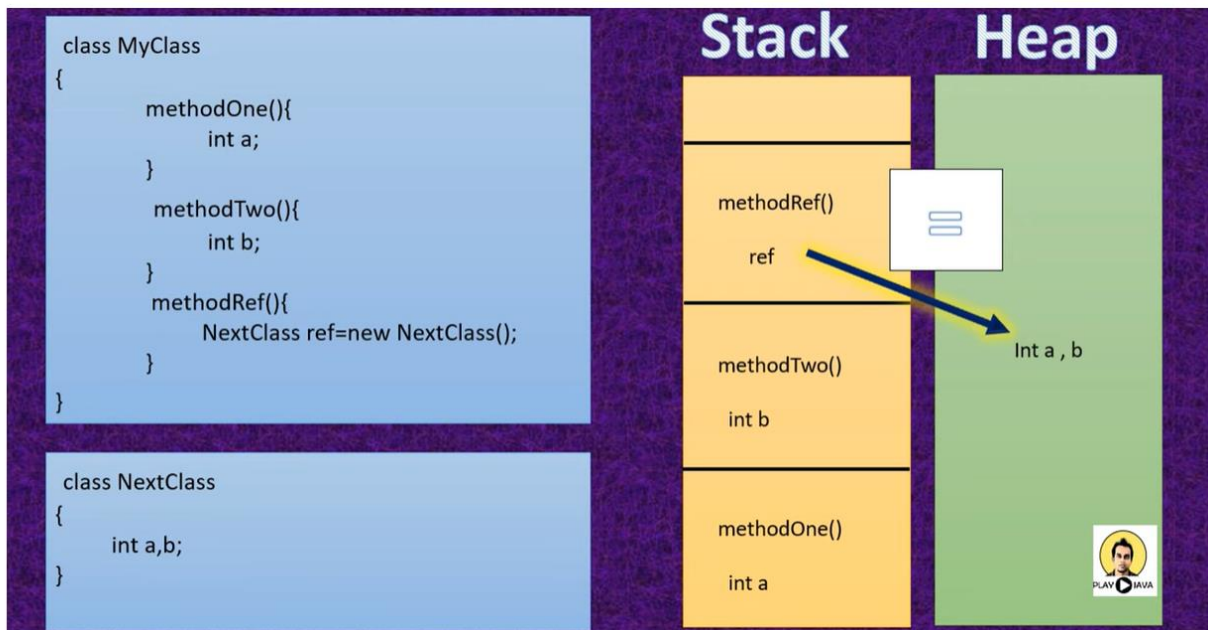 class MyClass
{
methodOne(){
int a;
}
methodTwo(){
int b;
}
methodRef(){
NextClass ref=new NextClass();
}
}
class NextClass
{
int a,b;
}
Stack
methodRef()
ref
methodTwo()
int b
methodOne()
int a
Heap
Int a , b
PLAY JAVA